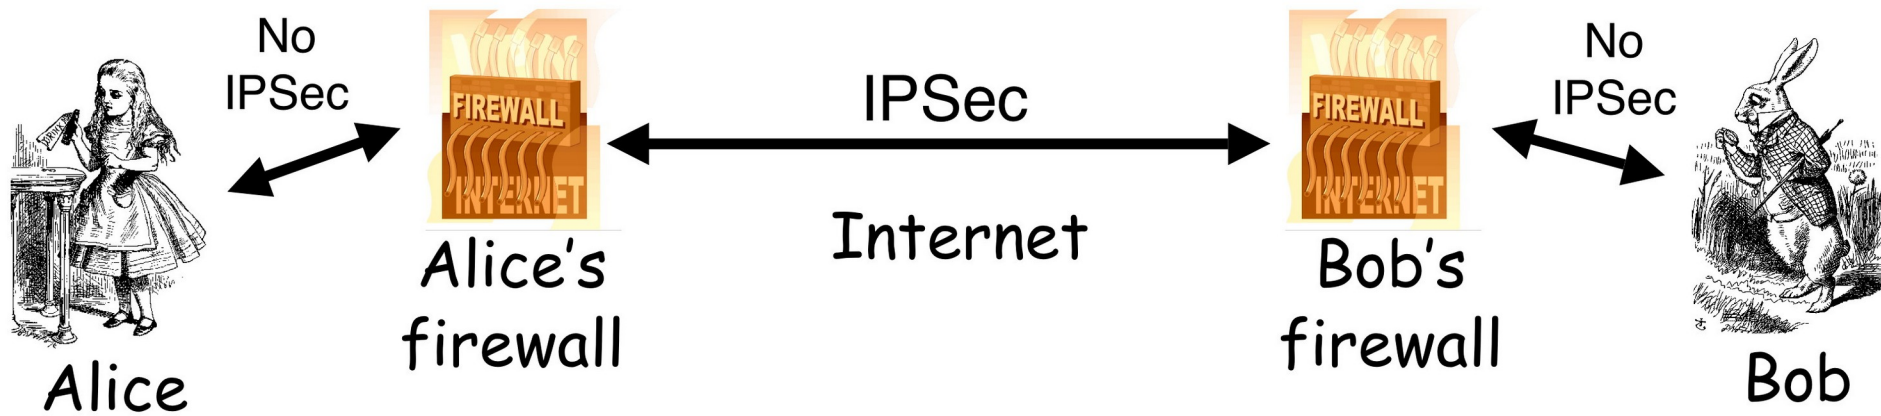 No
IPSec
FIREWALL
INTERNET
Alice's
firewall
Alice
IPSec
Internet
FIREWALL
INTERNET
Bob's
firewall
No
IPSec
Bob